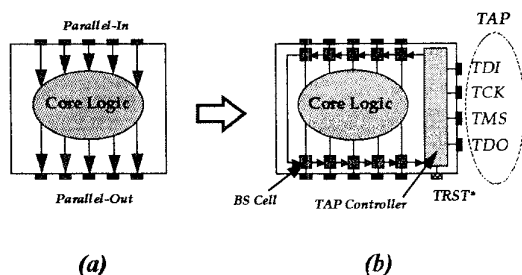 Parallel-In
Core Logic
Parallel-Out
(a)
TAP
TDI
TCK
TMS
TDO
Core Logic
BS Cell
TAP Controller
TRST*
(b)